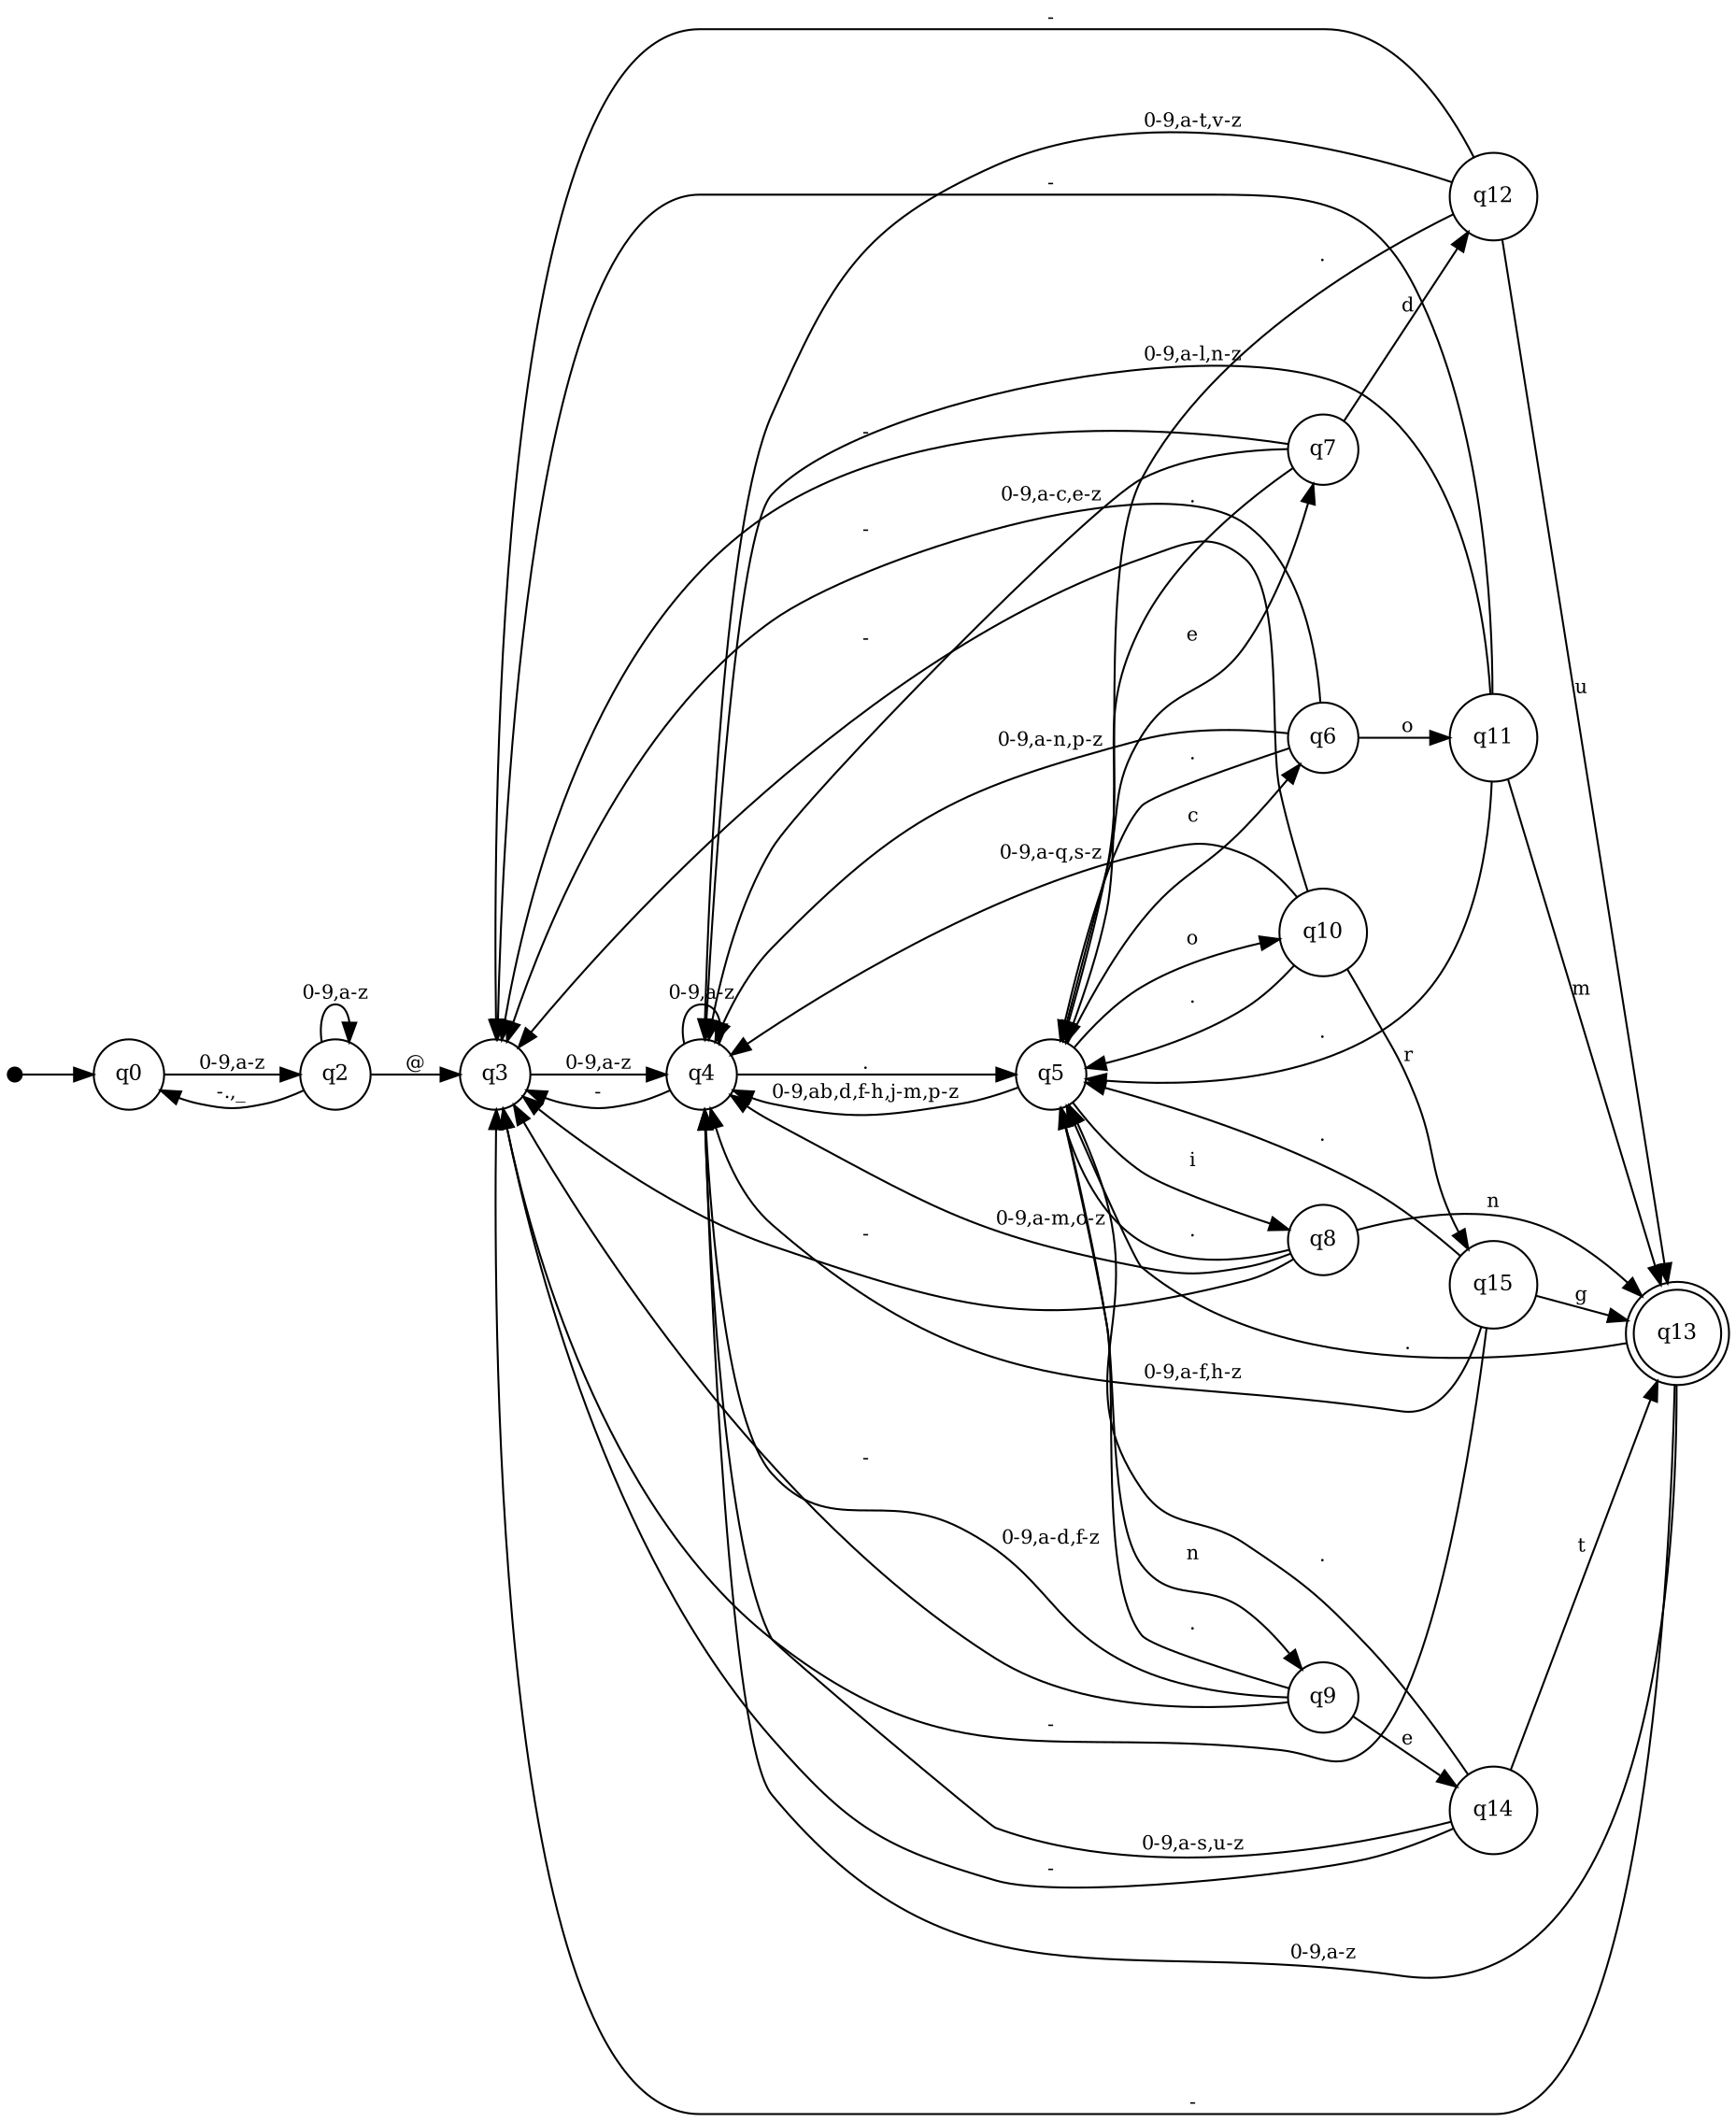 -
0-9,a-t,v-z
q12
-
.
d
0-9,a-l,n-z
-
q7
0-9,a-c,e-z
.
-
e
-
u
0-9,a-n,p-z
.
q6
o
q11
c
0-9,a-q,s-z
o
q10
0-9,a-z
0-9,a-z
.
m
.
r
q0
0-9,a-z
q2
@
q3
0-9,a-z
q4
.
q5
-.,_
-
0-9,ab,d,f-h,j-m,p-z
.
i
n
0-9,a-m,o-z
-
.
q8
q15
g
q13
.
0-9,a-f,h-z
-
0-9,a-d,f-z
n
.
t
.
q9
e
-
q14
0-9,a-s,u-z
-
0-9,a-z
-